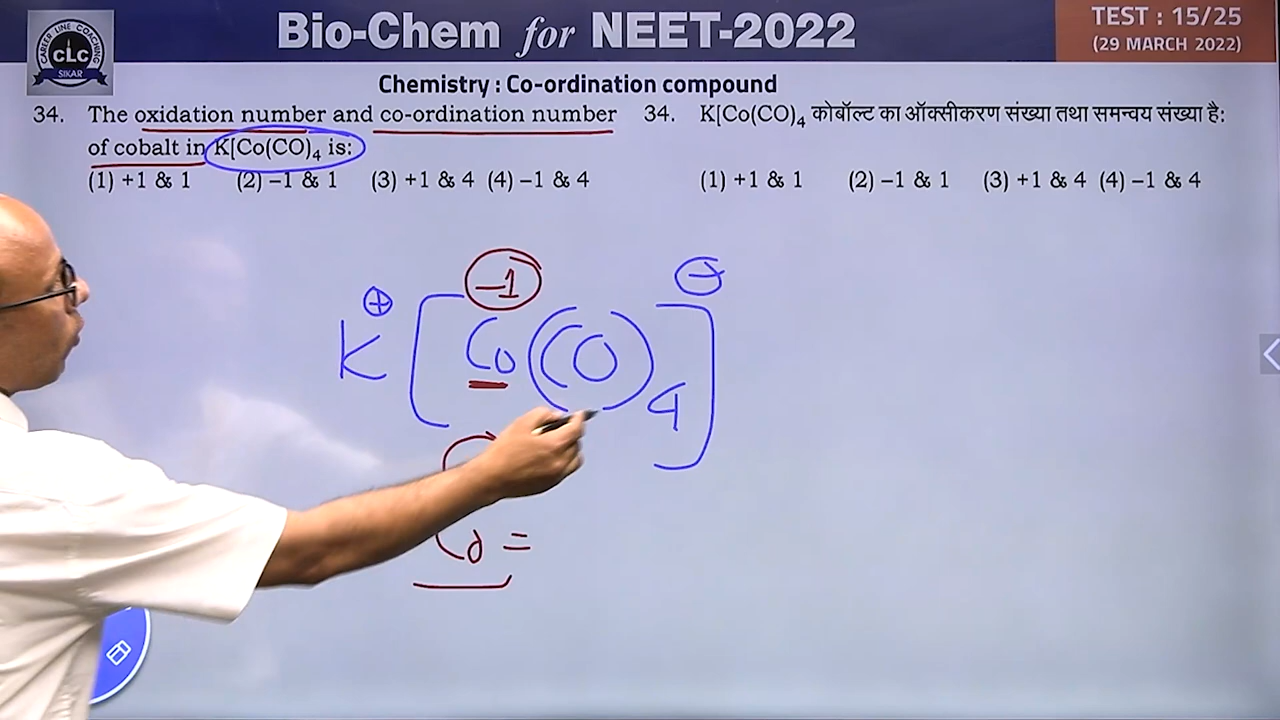 CAREER LINE COACHING
CLC
SIKAR
Bio-Chem for NEET-2022
TEST : 15/25
(29 MARCH 2022)
Chemistry : Co-ordination compound
34. The oxidation number and co-ordination number
of cobalt in K[Co(CO)₄ is:
(1) +1 & 1 (2) –1 & 1 (3) +1 & 4 (4) –1 & 4
34. K[Co(CO)₄ कोबॉल्ट का ऑक्सीकरण संख्या तथा समन्वय संख्या है:
(1) +1 & 1 (2) –1 & 1 (3) +1 & 4 (4) –1 & 4
K⊕ [Co(CO)₄]⊖
–1
=